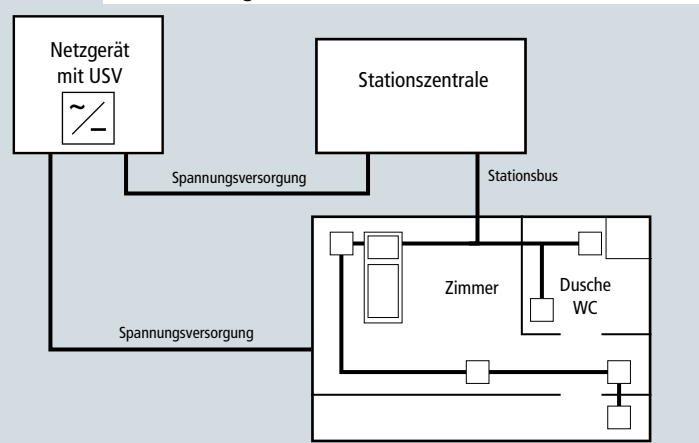 Netzgerät
mit USV
~
–
Stationszentrale
Spannungsversorgung
Stationsbus
Zimmer
Dusche
WC
Spannungsversorgung